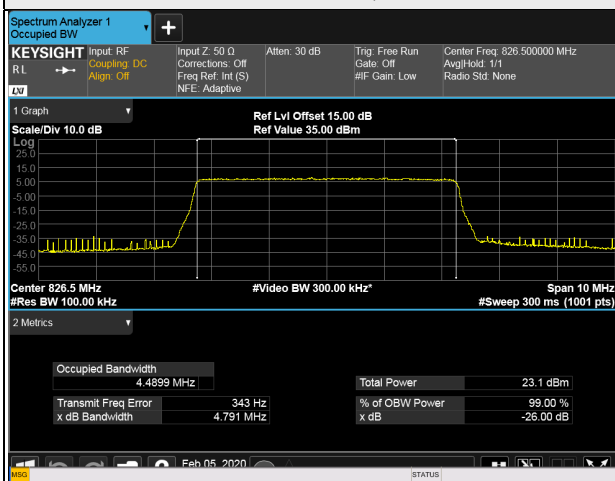 Spectrum Analyzer 1
Occupied BW
+
KEYSIGHT Input: RF
R L
Coupling: DC
Align: Off
LXI
Input Z: 50 Ω
Corrections: Off
Freq Ref: Int (S)
NFE: Adaptive
Atten: 30 dB
Trig: Free Run
Gate: Off
#IF Gain: Low
Center Freq: 826.500000 MHz
Avg|Hold: 1/1
Radio Std: None
1 Graph
Scale/Div 10.0 dB
Ref Lvl Offset 15.00 dB
Ref Value 35.00 dBm
Log
25.0
15.0
5.00
-5.00
-15.0
-25.0
-35.0
-45.0
-55.0
Center 826.5 MHz
#Video BW 300.00 kHz*
Span 10 MHz
#Res BW 100.00 kHz
#Sweep 300 ms (1001 pts)
2 Metrics
Occupied Bandwidth
4.4899 MHz
Total Power 23.1 dBm
Transmit Freq Error 343 Hz
% of OBW Power 99.00 %
x dB Bandwidth 4.791 MHz
x dB -26.00 dB
Feb 05, 2020
MSG
STATUS